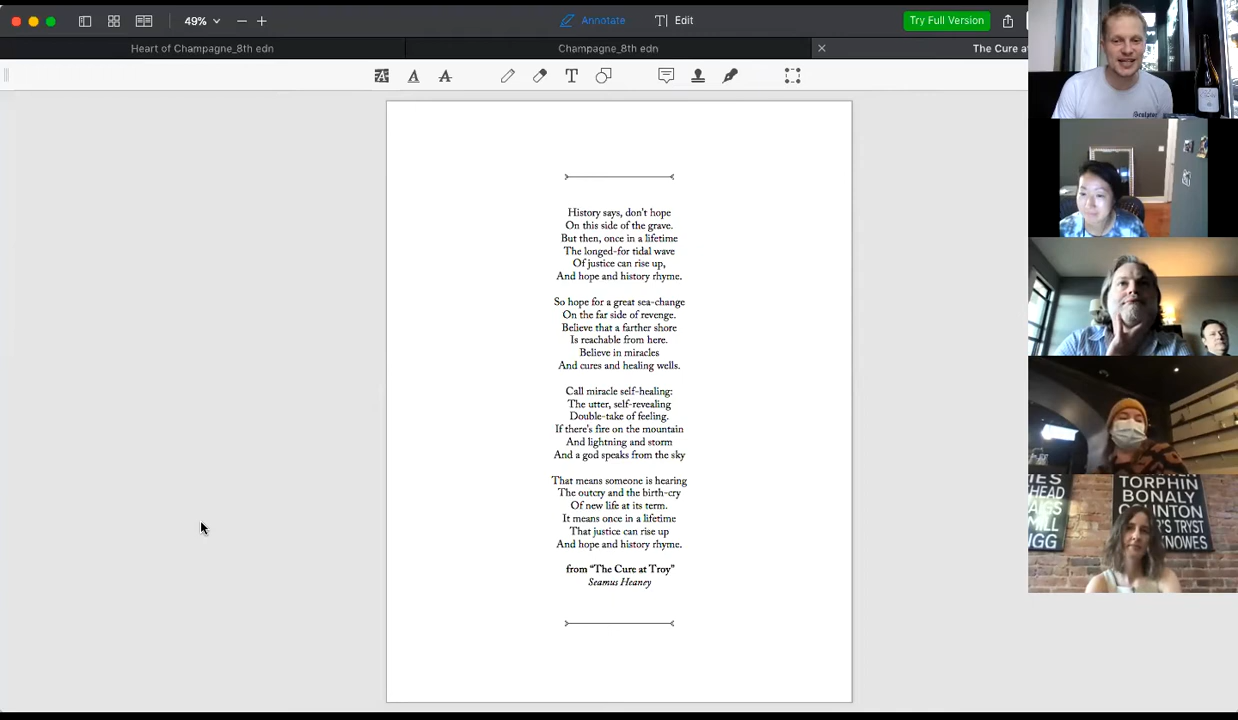 49%
Annotate
Edit
Try Full Version
Heart of Champagne_8th edn
Champagne_8th edn
The Cure at
History says, don't hope
On this side of the grave.
But then, once in a lifetime
The longed-for tidal wave
Of justice can rise up,
And hope and history rhyme.
So hope for a great sea-change
On the far side of revenge.
Believe that a farther shore
Is reachable from here.
Believe in miracles
And cures and healing wells.
Call miracle self-healing:
The utter, self-revealing
Double-take of feeling.
If there's fire on the mountain
And lightning and storm
And a god speaks from the sky
That means someone is hearing
The outcry and the birth-cry
Of new life at its term.
It means once in a lifetime
That justice can rise up
And hope and history rhyme.
from “The Cure at Troy”
Seamus Heaney
Sculptor
TORPHIN
BONALY
TRYST
KNOWES
HEAD
MILL